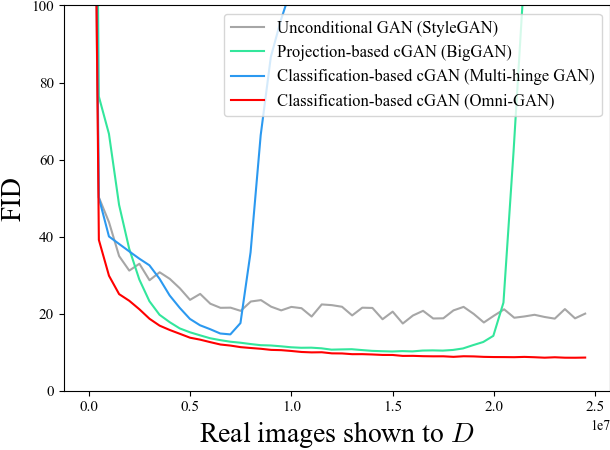 100
80
60
40
20
0
FID
Unconditional GAN (StyleGAN)
Projection-based cGAN (BigGAN)
Classification-based cGAN (Multi-hinge GAN)
Classification-based cGAN (Omni-GAN)
0.0 0.5 1.0 1.5 2.0 2.5
1e7
Real images shown to D